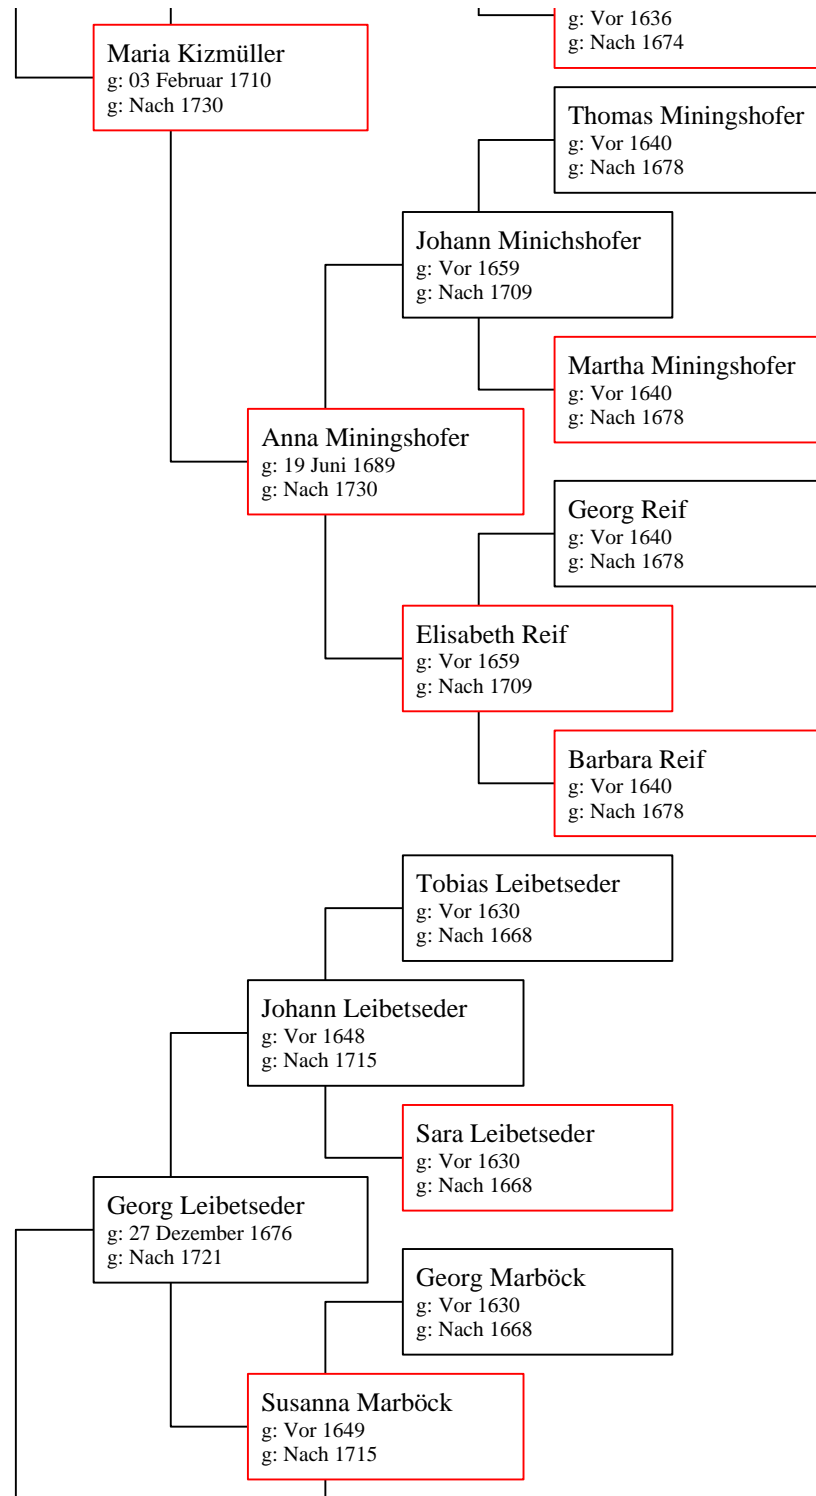 g: Vor 1636
g: Nach 1674
Maria Kizmüller
g: 03 Februar 1710
g: Nach 1730
Thomas Miningshofer
g: Vor 1640
g: Nach 1678
Johann Minichshofer
g: Vor 1659
g: Nach 1709
Martha Miningshofer
g: Vor 1640
g: Nach 1678
Anna Miningshofer
g: 19 Juni 1689
g: Nach 1730
Georg Reif
g: Vor 1640
g: Nach 1678
Elisabeth Reif
g: Vor 1659
g: Nach 1709
Barbara Reif
g: Vor 1640
g: Nach 1678
Tobias Leibetseder
g: Vor 1630
g: Nach 1668
Johann Leibetseder
g: Vor 1648
g: Nach 1715
Sara Leibetseder
g: Vor 1630
g: Nach 1668
Georg Leibetseder
g: 27 Dezember 1676
g: Nach 1721
Georg Marböck
g: Vor 1630
g: Nach 1668
Susanna Marböck
g: Vor 1649
g: Nach 1715